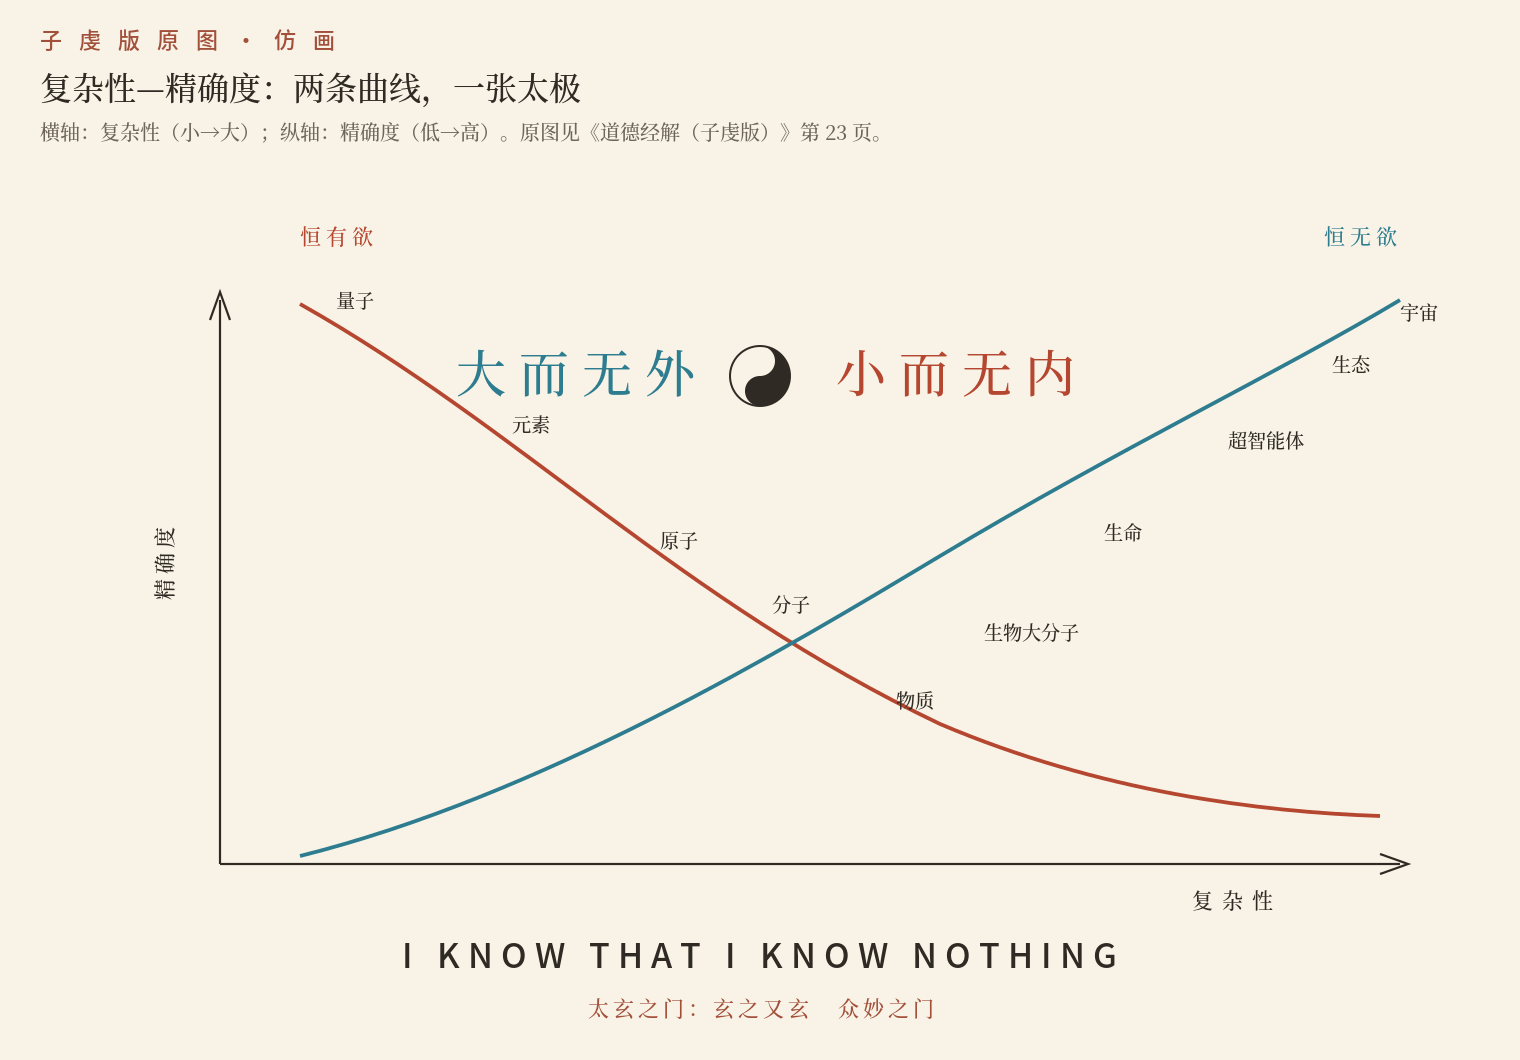 子虔版原图·仿画
复杂性—精确度：两条曲线，一张太极
横轴：复杂性（小→大）；纵轴：精确度（低→高）。原图见《道德经解（子虔版）》第 23 页。
恒有欲
恒无欲
量子
宇宙
大而无外
小而无内
生态
元素
超智能体
生命
原子
精确度
分子
生物大分子
物质
复杂性
I KNOW THAT I KNOW NOTHING
太玄之门：玄之又玄 众妙之门